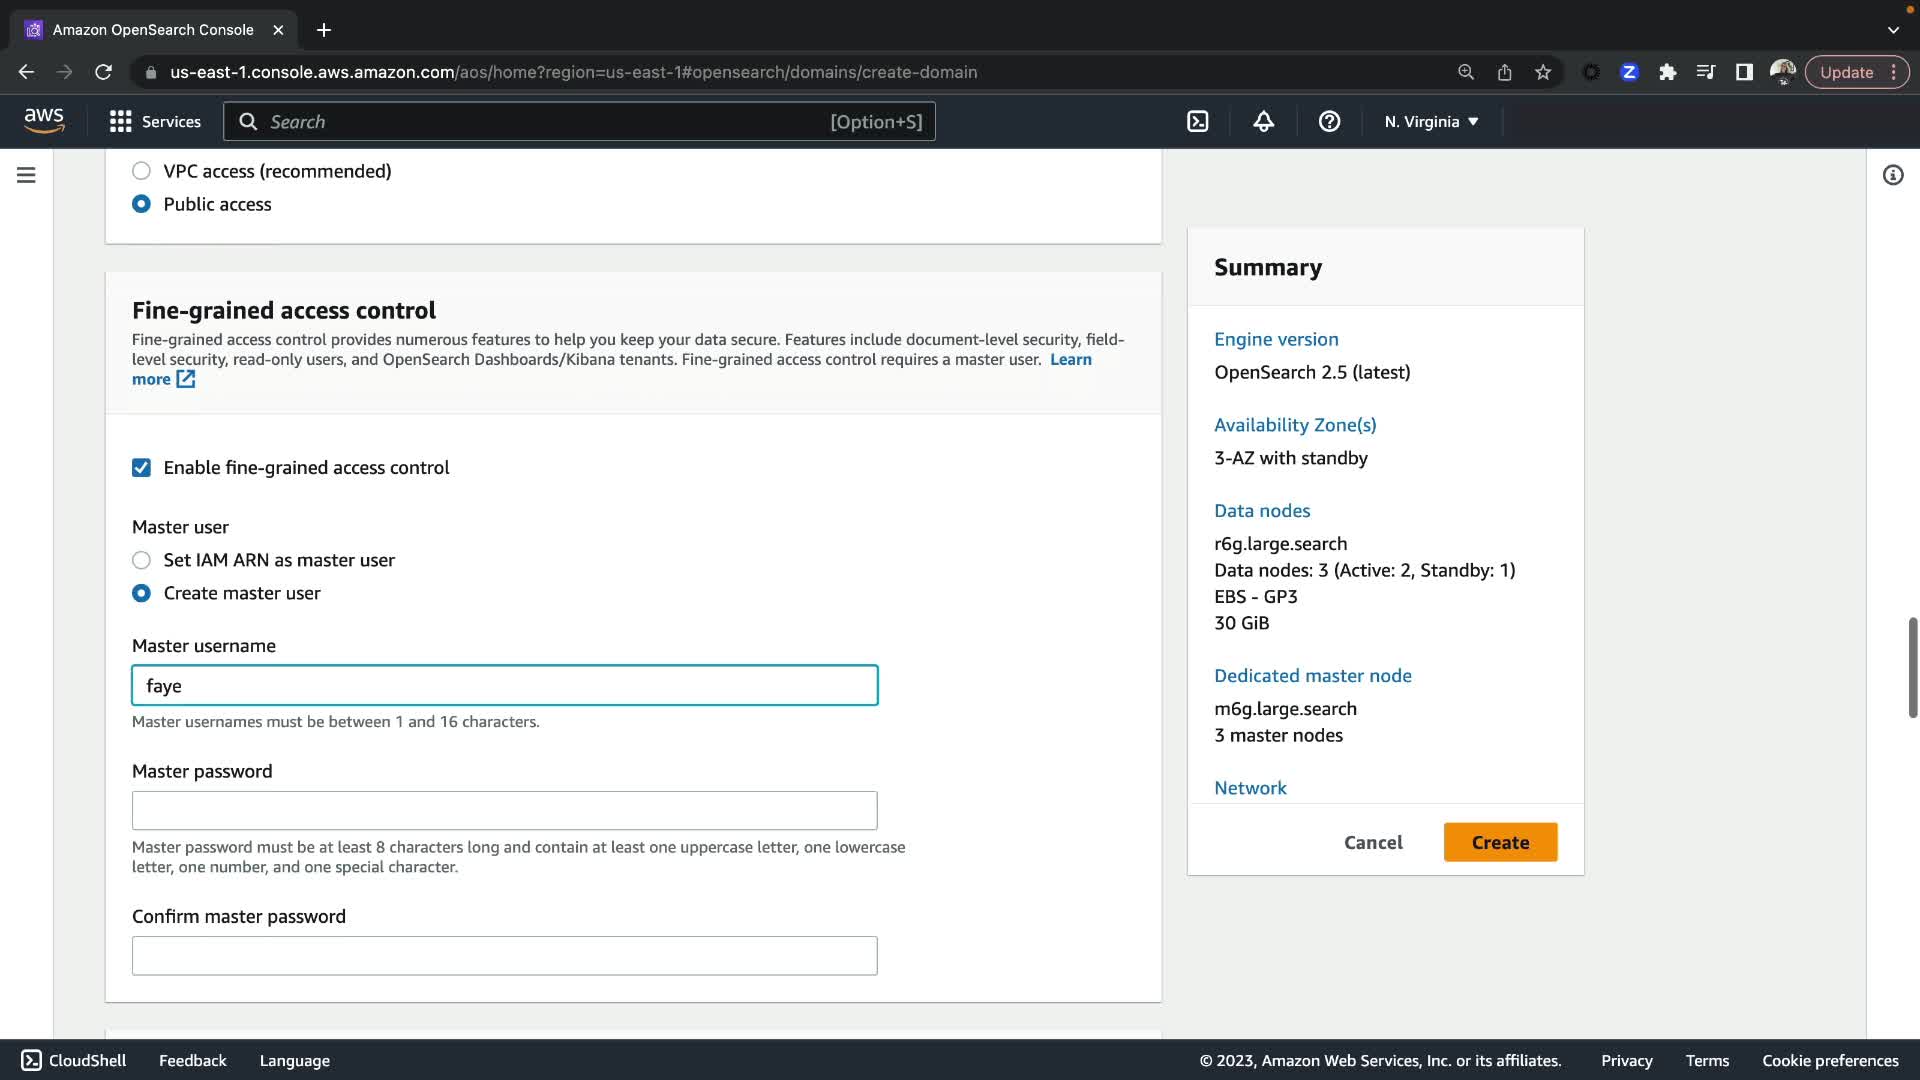 Amazon OpenSearch Console
us-east-1.console.aws.amazon.com/aos/home?region=us-east-1#opensearch/domains/create-domain
Z
Update
aws
Services
Search
[Option+S]
N. Virginia
VPC access (recommended)
Public access
Fine-grained access control
Fine-grained access control provides numerous features to help you keep your data secure. Features include document-level security, field-
level security, read-only users, and OpenSearch Dashboards/Kibana tenants. Fine-grained access control requires a master user. Learn
more
Enable fine-grained access control
Master user
Set IAM ARN as master user
Create master user
Master username
faye
Master usernames must be between 1 and 16 characters.
Master password
Master password must be at least 8 characters long and contain at least one uppercase letter, one lowercase
letter, one number, and one special character.
Confirm master password
Summary
Engine version
OpenSearch 2.5 (latest)
Availability Zone(s)
3-AZ with standby
Data nodes
r6g.large.search
Data nodes: 3 (Active: 2, Standby: 1)
EBS - GP3
30 GiB
Dedicated master node
m6g.large.search
3 master nodes
Network
Cancel
Create
CloudShell
Feedback
Language
© 2023, Amazon Web Services, Inc. or its affiliates.
Privacy
Terms
Cookie preferences